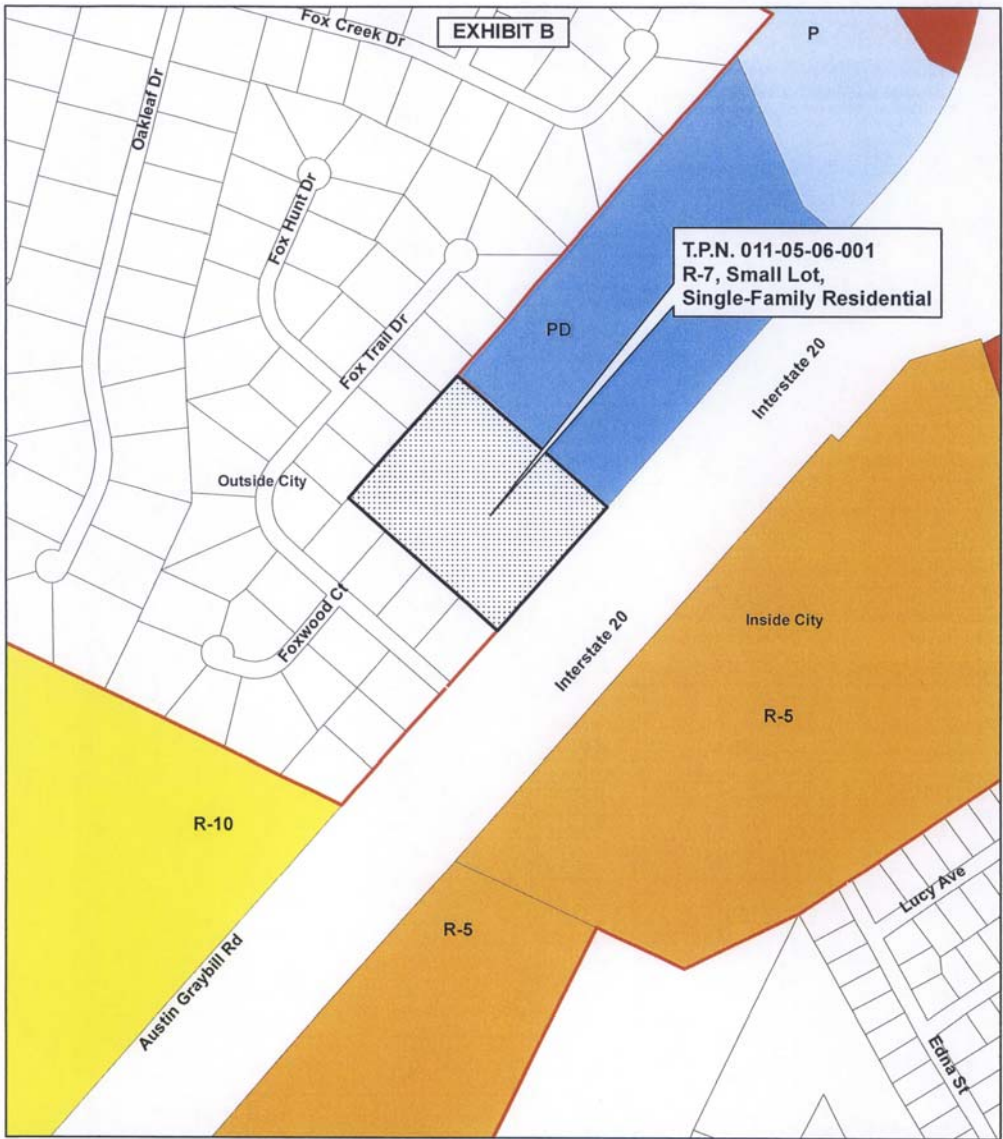 Fox Creek Dr
EXHIBIT B
P
Oakleaf Dr
Fox Hunt Dr
T.P.N. 011-05-06-001
R-7, Small Lot,
Single-Family Residential
PD
Fox Trail Dr
Interstate 20
Outside City
Foxwood Ct
Interstate 20
Inside City
R-5
R-10
Lucy Ave
R-5
Austin Graybill Rd
Edna St